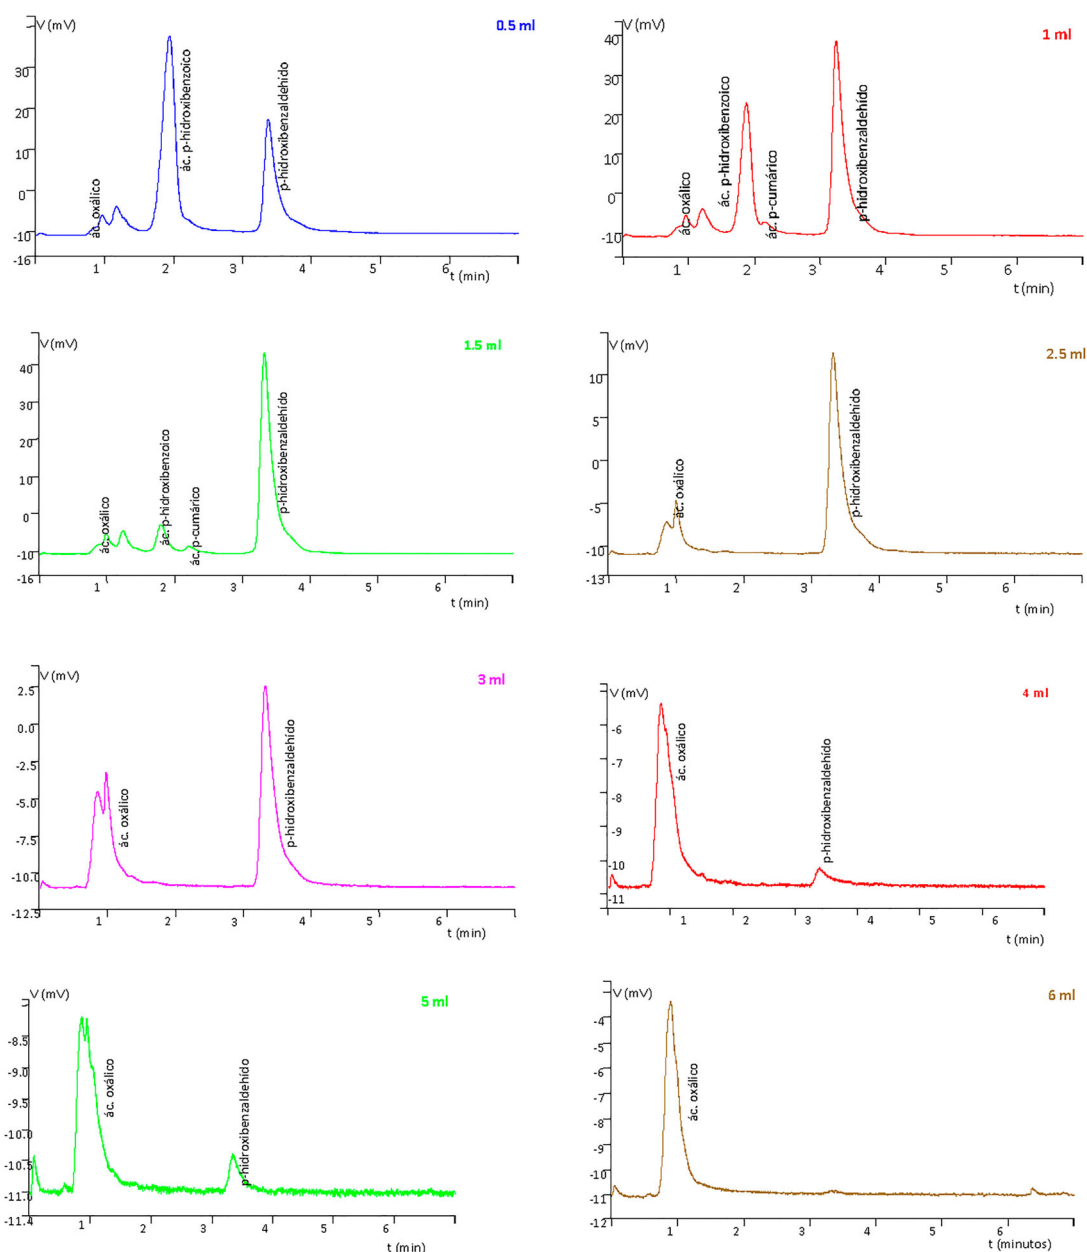 V (mV)
0.5 ml
30
20
10
0
-10
-16
ác. oxálico
ác. p-hidroxibenzoico
p-hidroxibenzaldehído
1
2
3
4
5
6
t (min)
V (mV)
1 ml
40
30
20
10
0
-10
ác. oxálico
ác. p-hidroxibenzoico
ác. p-cumárico
p-hidroxibenzaldehído
1
2
3
4
5
6
t (min)
V (mV)
1.5 ml
40
30
20
10
0
-10
-16
ác. oxálico
ác. p-hidroxibenzoico
ác. p-cumárico
p-hidroxibenzaldehído
1
2
3
4
5
6
t (min)
V (mV)
2.5 ml
10
5
0
-5
-10
-13
ác. oxálico
p-hidroxibenzaldehído
1
2
3
4
5
6
t (min)
V (mV)
3 ml
2.5
0.0
-2.5
-5.0
-7.5
-10.0
-12.5
ác. oxálico
p-hidroxibenzaldehído
1
2
3
4
5
6
t (min)
V (mV)
4 ml
-6
-7
-8
-9
-10
-11
ác. oxálico
p-hidroxibenzaldehído
1
2
3
4
5
6
t (min)
V (mV)
5 ml
-8.5
-9.0
-9.5
-10.0
-10.5
-11.0
-11.4
ác. oxálico
p-hidroxibenzaldehído
1
2
3
4
5
6
t (min)
V (mV)
6 ml
-4
-5
-6
-7
-8
-9
-10
-11
-12
ác. oxálico
1
2
3
4
5
6
t (minutos)